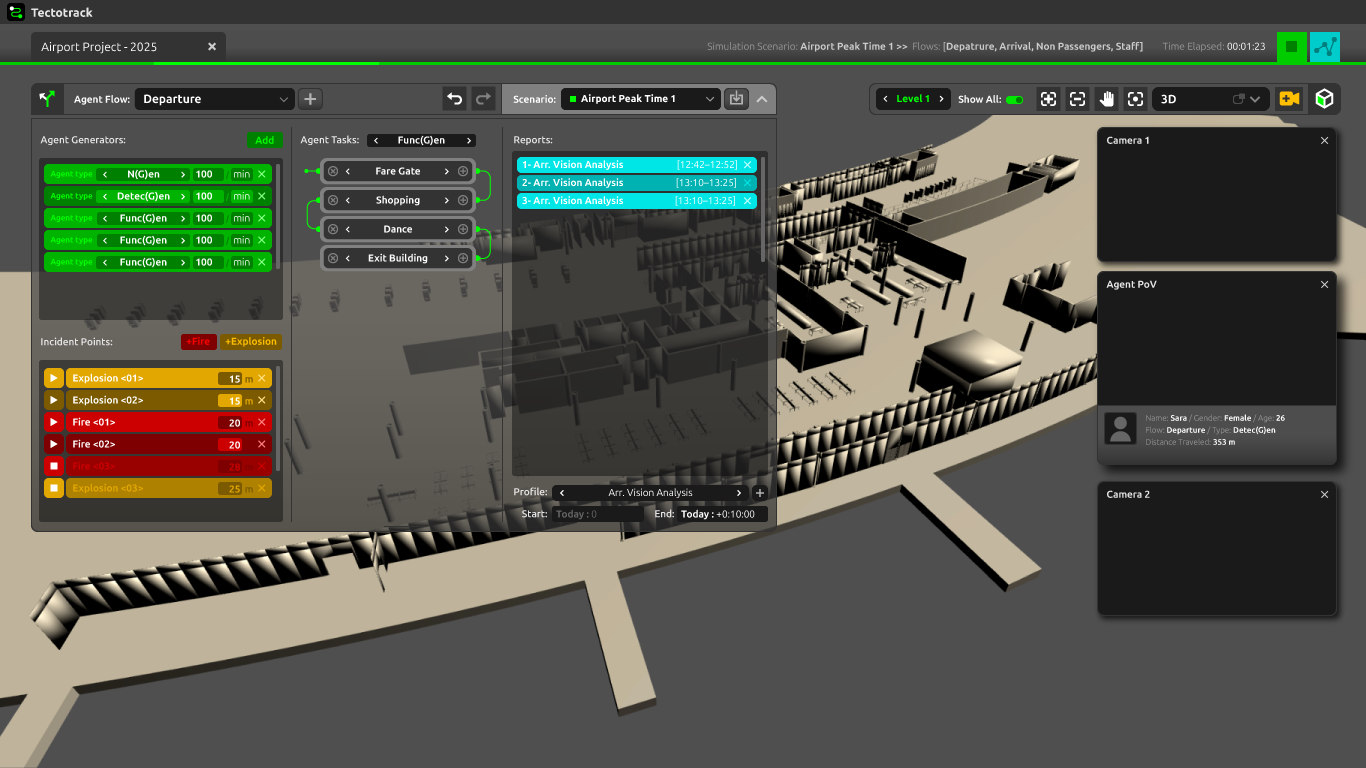 Tectotrack
Airport Project - 2025
Simulation Scenario: Airport Peak Time 1 >> Flows: [Depatrure, Arrival, Non Passengers, Staff] Time Elapsed: 00:01:23
Agent Flow: Departure
Scenario: Airport Peak Time 1
Level 1
Show All:
3D
Agent Generators: Add
Agent type N(G)en 100 min
Agent type Detec(G)en 100 / min
Agent type Func(G)en 100 min
Agent type Func(G)en 100 min
Agent type Func(G)en 100 min
Incident Points: +Fire +Explosion
Explosion <01> 15 m
Explosion <02> 15 m
Fire <01> 20 m
Fire <02> 20
Fire <03> 28
Explosion <03> 25 m
Agent Tasks: Func(G)en
Fare Gate
Shopping
Dance
Exit Building
Reports:
1- Arr. Vision Analysis [12:42–12:52]
2- Arr. Vision Analysis [13:10–13:25]
3- Arr. Vision Analysis [13:10–13:25]
Profile: Arr. Vision Analysis
Start: Today : 0 End: Today : +0:10:00
Camera 1
Agent PoV
Name: Sara / Gender: Female / Age: 26
Flow: Departure / Type: Detec(G)en
Distance Traveled: 353 m
Camera 2